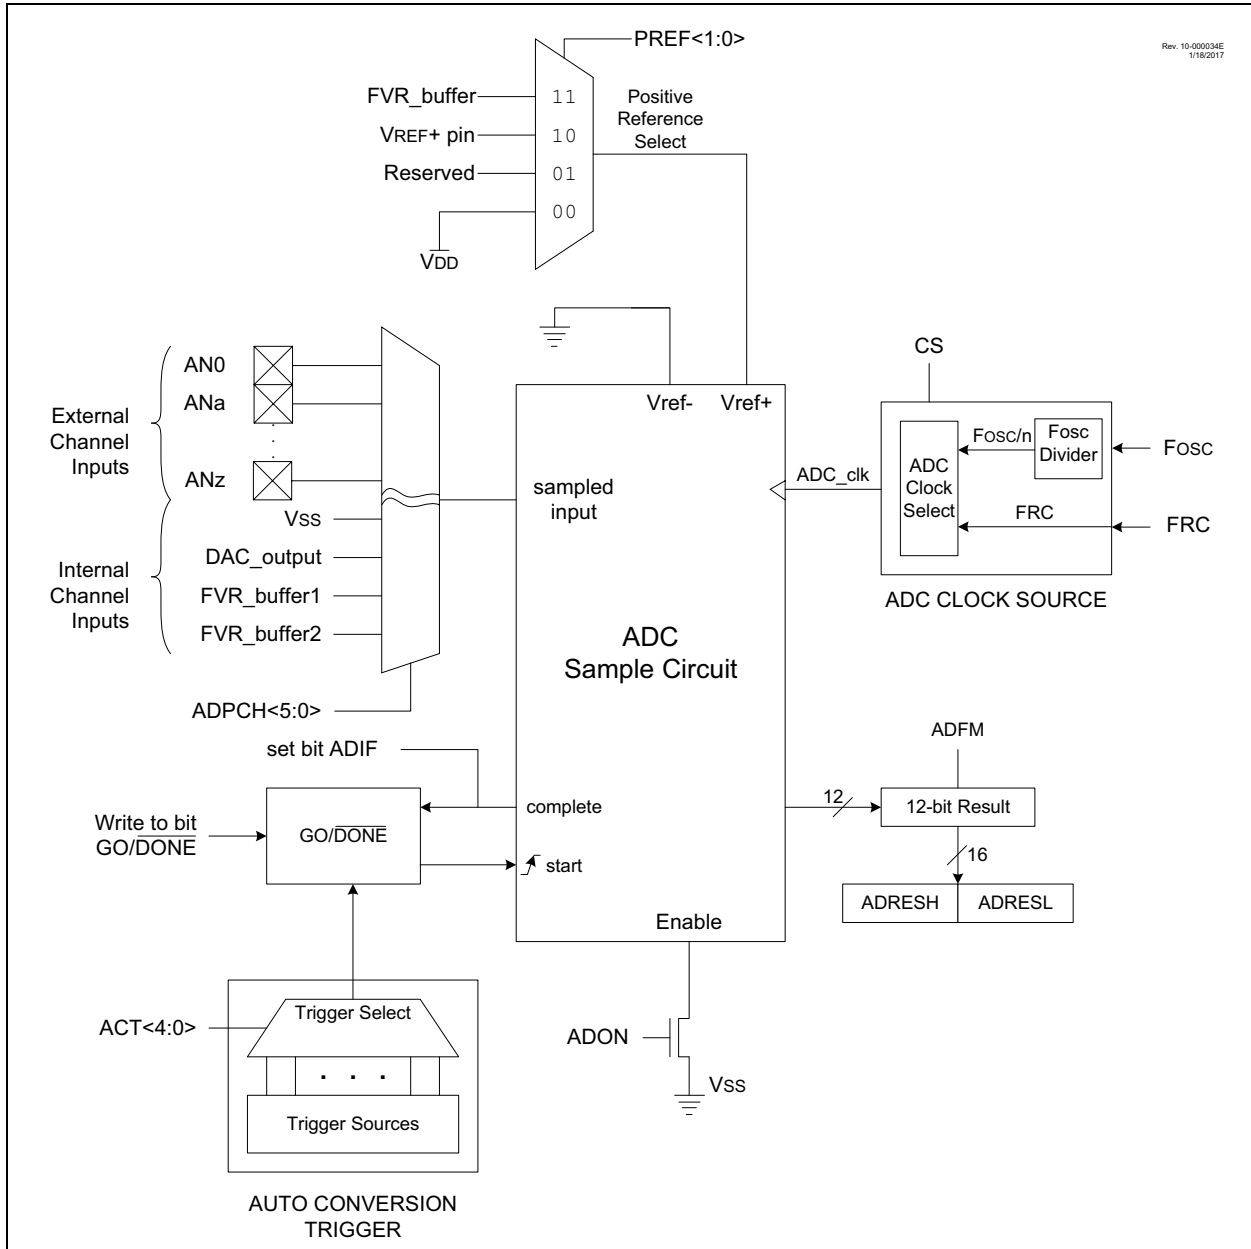 Rev. 10-000034E
1/18/2017
PREF<1:0>
FVR_buffer
11
VREF+ pin
10
Reserved
01
00
VDD
Positive
Reference
Select
External
Channel
Inputs
AN0
ANa
ANz
Internal
Channel
Inputs
VSS
DAC_output
FVR_buffer1
FVR_buffer2
ADPCH<5:0>
Vref-
Vref+
sampled
input
ADC
Sample Circuit
complete
start
Enable
CS
ADC_clk
ADC
Clock
Select
FOSC/n
Fosc
Divider
FOSC
FRC
FRC
ADC CLOCK SOURCE
set bit ADIF
Write to bit
GO/DONE
GO/DONE
ADFM
12
12-bit Result
16
ADRESH
ADRESL
ADON
VSS
ACT<4:0>
Trigger Select
. . .
Trigger Sources
AUTO CONVERSION
TRIGGER